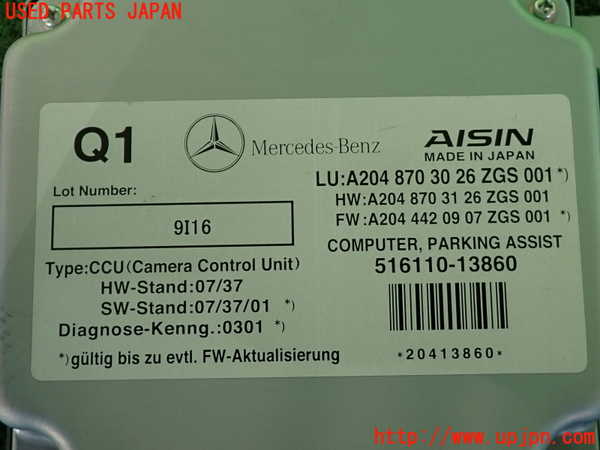 USED PARTS JAPAN
Q1
Mercedes-Benz
AISIN
MADE IN JAPAN
Lot Number:
9I16
LU:A204 870 30 26 ZGS 001 *)
HW:A204 870 31 26 ZGS 001
FW:A204 442 09 07 ZGS 001 *)
COMPUTER, PARKING ASSIST
516110-13860
Type:CCU(Camera Control Unit)
HW-Stand:07/37
SW-Stand:07/37/01 *)
Diagnose-Kenng.:0301 *)
*)gültig bis zu evtl. FW-Aktualisierung
*20413860*
http://www.upjpn.com/